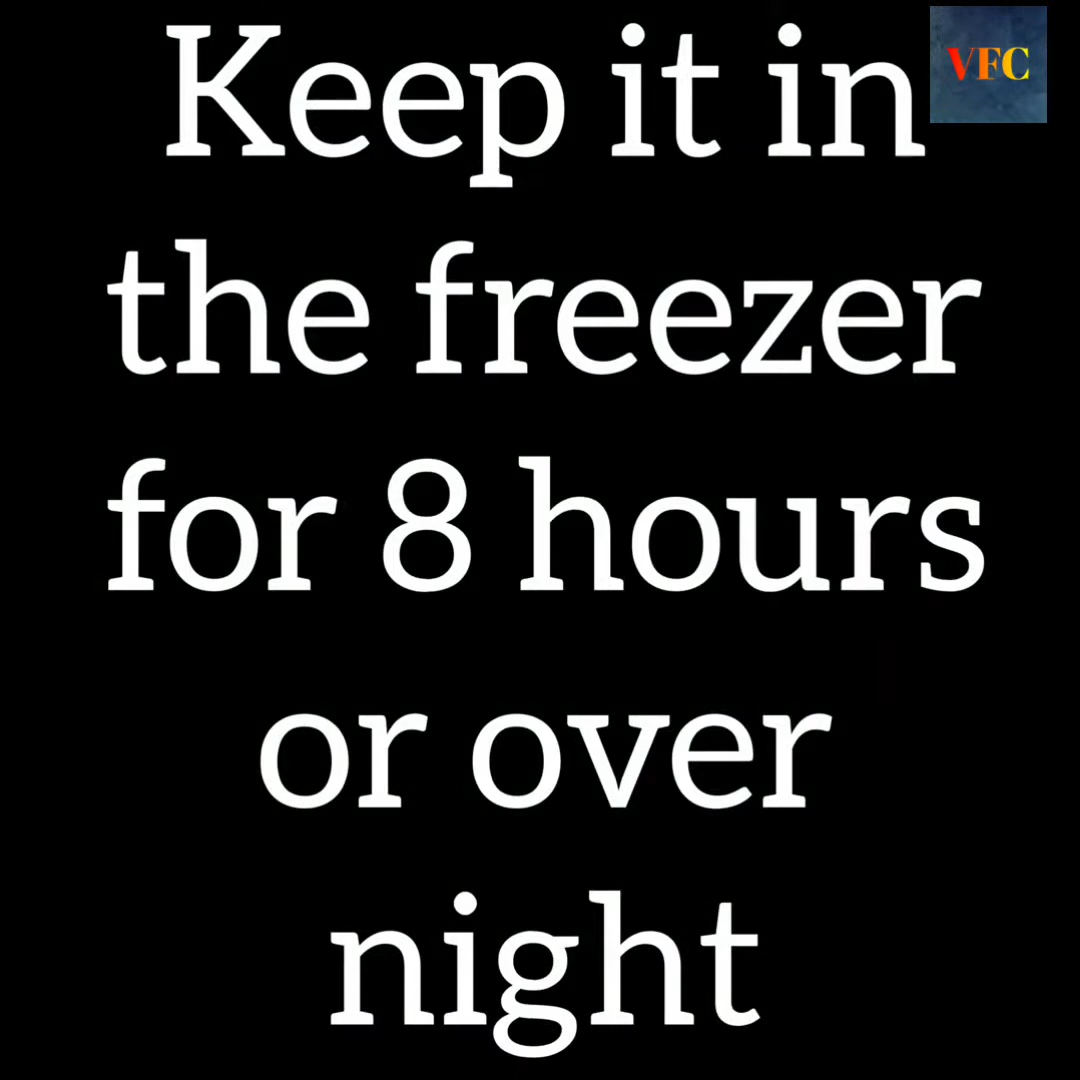 Keep it in
VFC
the freezer
for 8 hours
or over
night